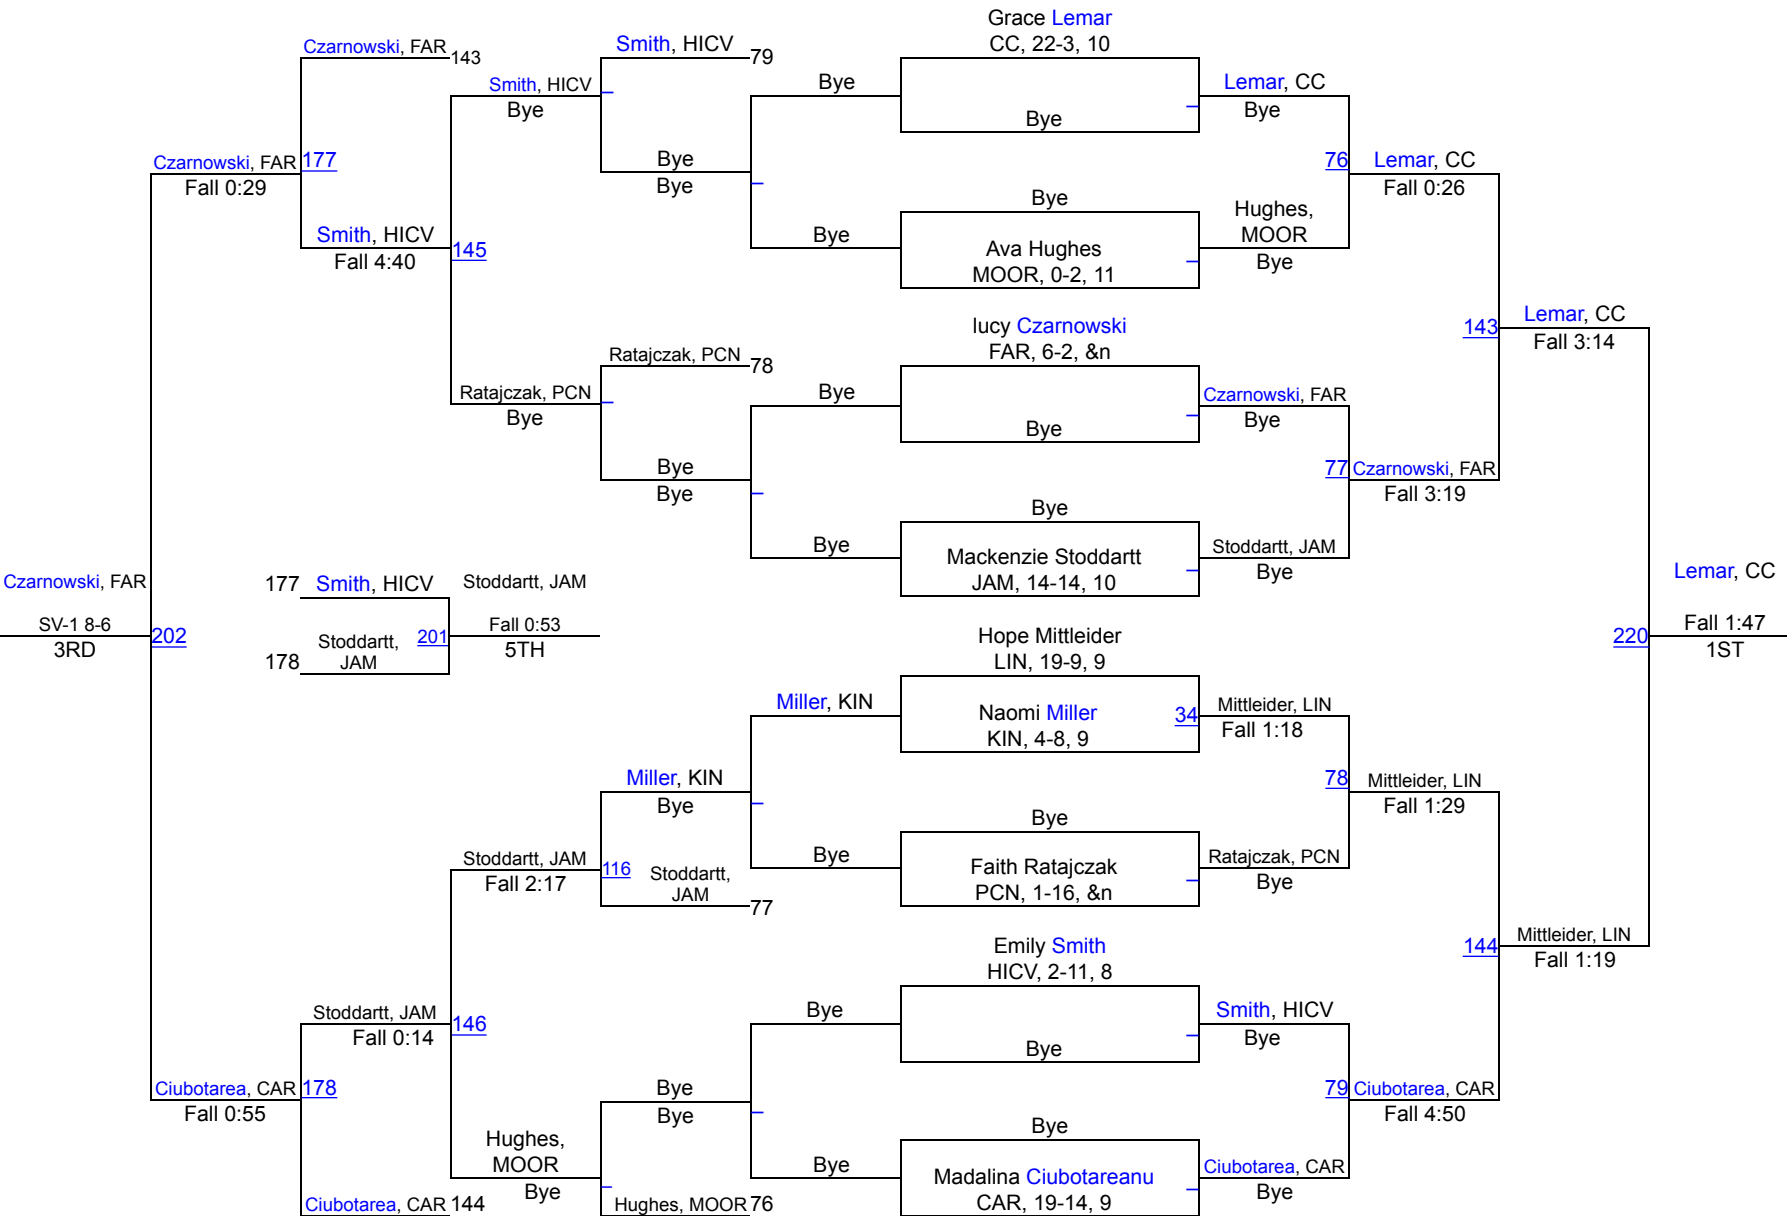 Grace Lemar
CC, 22-3, 10
Czarnowski, FAR
143
Smith, HICV
79
Smith, HICV
Bye
Bye
Bye
Lemar, CC
Bye
Czarnowski, FAR
177
Fall 0:29
Bye
Bye
76
Lemar, CC
Fall 0:26
Smith, HICV
145
Fall 4:40
Bye
Bye
Ava Hughes
MOOR, 0-2, 11
Hughes,
MOOR
Bye
lucy Czarnowski
FAR, 6-2, &n
143
Lemar, CC
Fall 3:14
Ratajczak, PCN
78
Ratajczak, PCN
Bye
Bye
Bye
Czarnowski, FAR
Bye
Bye
Bye
77
Czarnowski, FAR
Fall 3:19
Bye
Bye
Mackenzie Stoddartt
JAM, 14-14, 10
Stoddartt, JAM
Bye
Czarnowski, FAR
SV-1 8-6
3RD
202
177
Smith, HICV
178
Stoddartt,
JAM
201
Stoddartt, JAM
Fall 0:53
5TH
Lemar, CC
220
Fall 1:47
1ST
Hope Mittleider
LIN, 19-9, 9
Miller, KIN
Naomi Miller
KIN, 4-8, 9
34
Mittleider, LIN
Fall 1:18
Miller, KIN
Bye
78
Mittleider, LIN
Fall 1:29
Bye
Bye
Faith Ratajczak
PCN, 1-16, &n
Ratajczak, PCN
Bye
Stoddartt, JAM
Fall 2:17
116
Stoddartt,
JAM
77
Emily Smith
HICV, 2-11, 8
144
Mittleider, LIN
Fall 1:19
Stoddartt, JAM
Fall 0:14
146
Bye
Bye
Smith, HICV
Bye
Ciubotarea, CAR
178
Fall 0:55
Bye
Bye
79
Ciubotarea, CAR
Fall 4:50
Hughes,
MOOR
Bye
Bye
Bye
Madalina Ciubotareanu
CAR, 19-14, 9
Ciubotarea, CAR
Bye
Ciubotarea, CAR
144
Hughes, MOOR
76